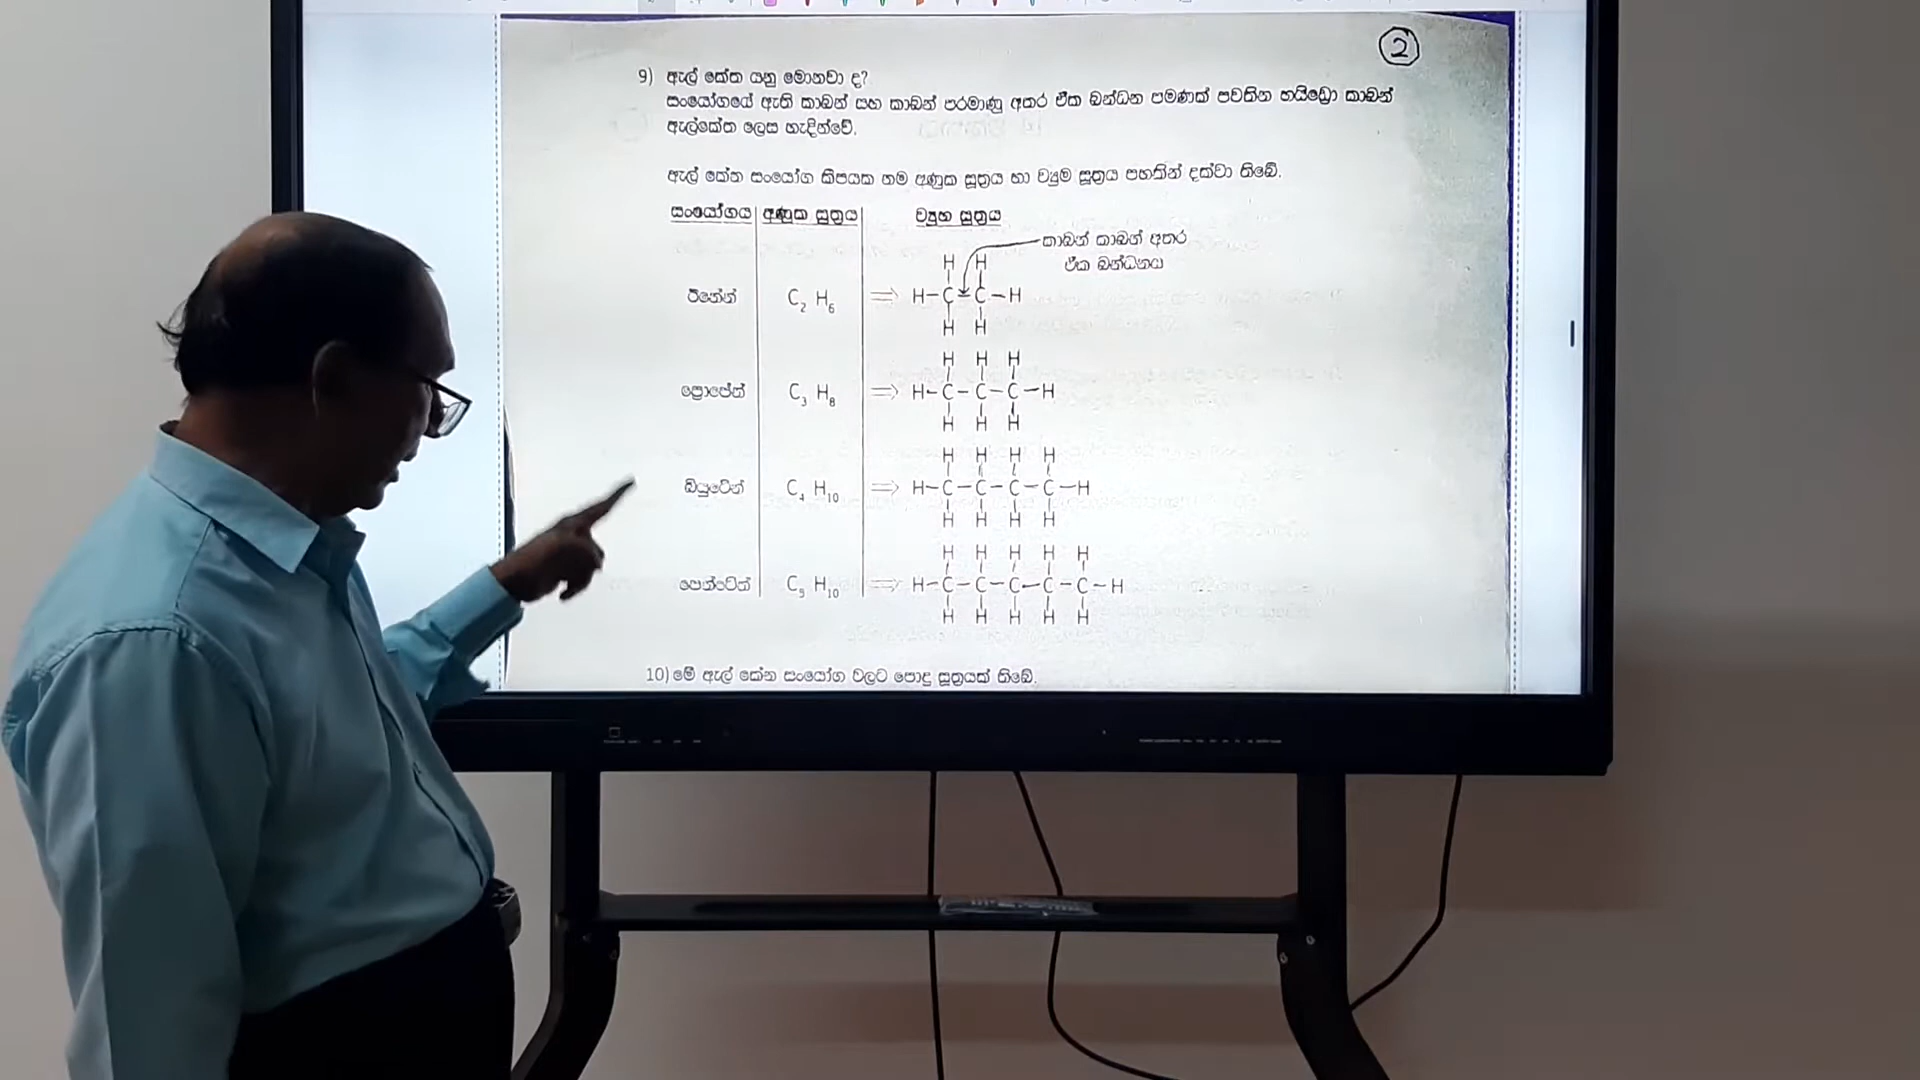 2
9) ඇල් කේන යනු මොනවා ද?
සංයෝගයේ ඇති කාබන් සහ කාබන් පරමාණු අතර ඒක බන්ධන පමණක් පවතින හයිඩ්‍රො කාබන්
ඇල්කේන ලෙස හැඳින්වේ.
ඇල් කේන සංයෝග කිපයක නම අණුක සූත්‍රය හා ව්‍යුම සූත්‍රය පහතින් දක්වා තිබේ.
සංයෝගය අණුක සූත්‍රය ව්‍යුහ සූත්‍රය
කාබන් කාබන් අතර
ඒක බන්ධනය
H H
ඊතේන් C2 H6 ⇒ H-C-C-H
H H
H H H
ප්‍රොපේන් C3 H8 ⇒ H-C-C-C-H
H H H
H H H H
බියුටේන් C4 H10 ⇒ H-C-C-C-C-H
H H H H
H H H H H
පෙන්ටේන් C5 H10 ⇒ H-C-C-C-C-C-H
H H H H H
10) මේ ඇල් කේන සංයෝග වලට පොදු සූත්‍රයක් තිබේ.